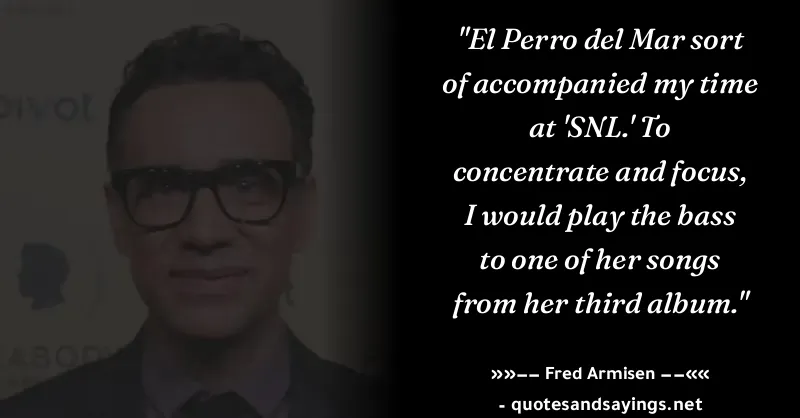 pivot
"El Perro del Mar sort
of accompanied my time
at 'SNL.' To
concentrate and focus,
I would play the bass
to one of her songs
from her third album."
»»−− Fred Armisen −−««
- quotesandsayings.net